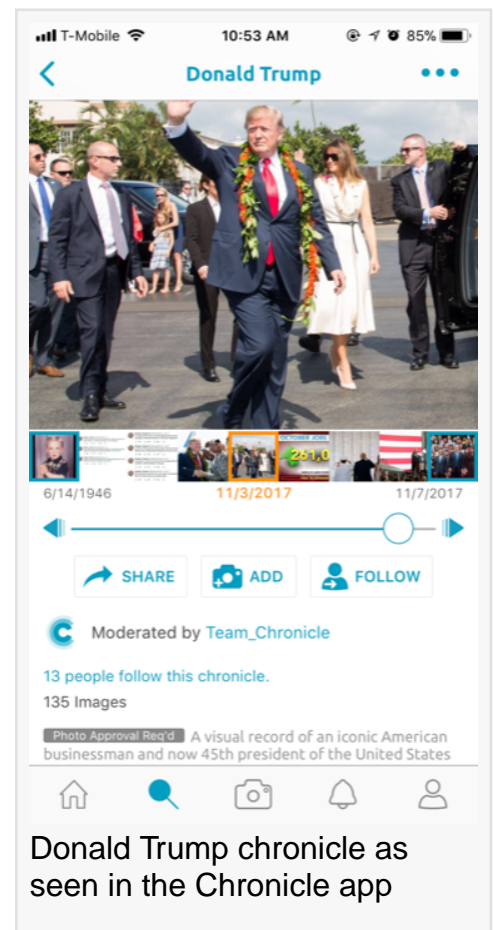 T-Mobile 10:53 AM 85%
Donald Trump
OCTOBER JOBS
261,0
6/14/1946 11/3/2017 11/7/2017
SHARE ADD FOLLOW
C Moderated by Team_Chronicle
13 people follow this chronicle.
135 Images
Photo Approval Req'd A visual record of an iconic American
businessman and now 45th president of the United States
Donald Trump chronicle as
seen in the Chronicle app